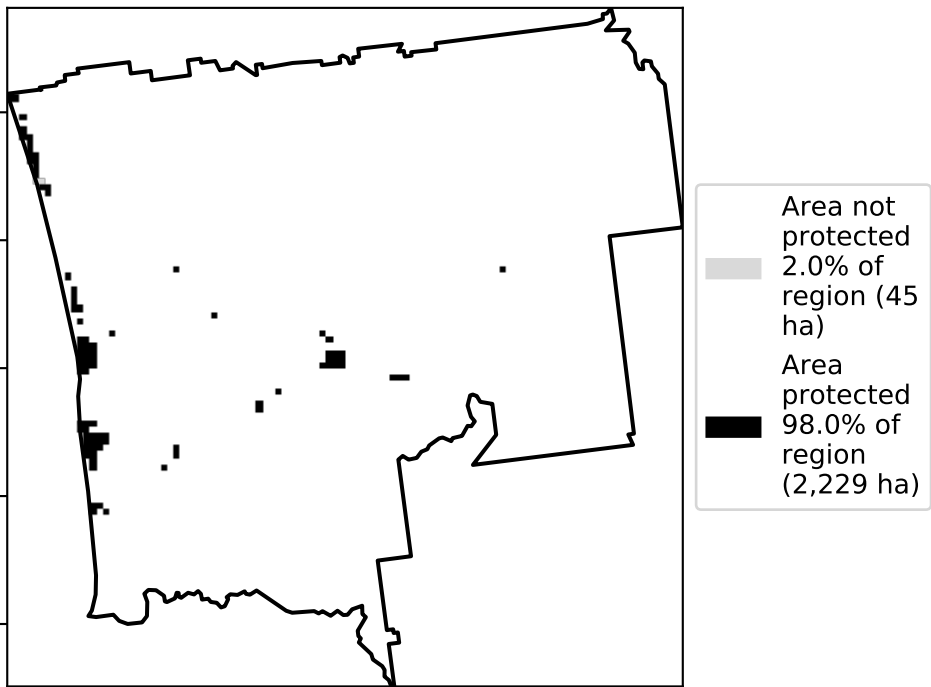 Area not
protected
2.0% of
region (45
ha)
Area
protected
98.0% of
region
(2,229 ha)